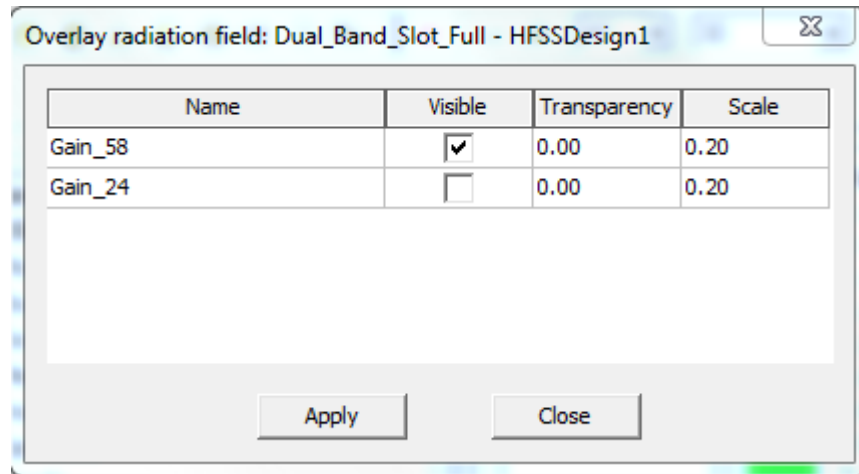 Overlay radiation field: Dual_Band_Slot_Full - HFSSDesign1
Name Visible Transparency Scale
Gain_58 0.00 0.20
Gain_24 0.00 0.20
Apply Close